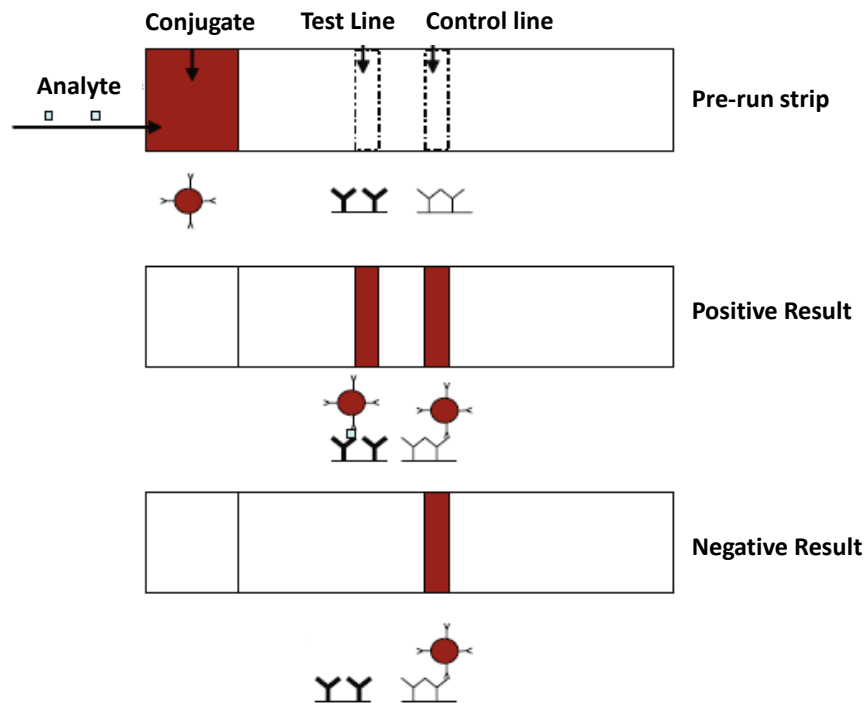 Conjugate
Test Line
Control line
Analyte
Pre-run strip
Positive Result
Negative Result